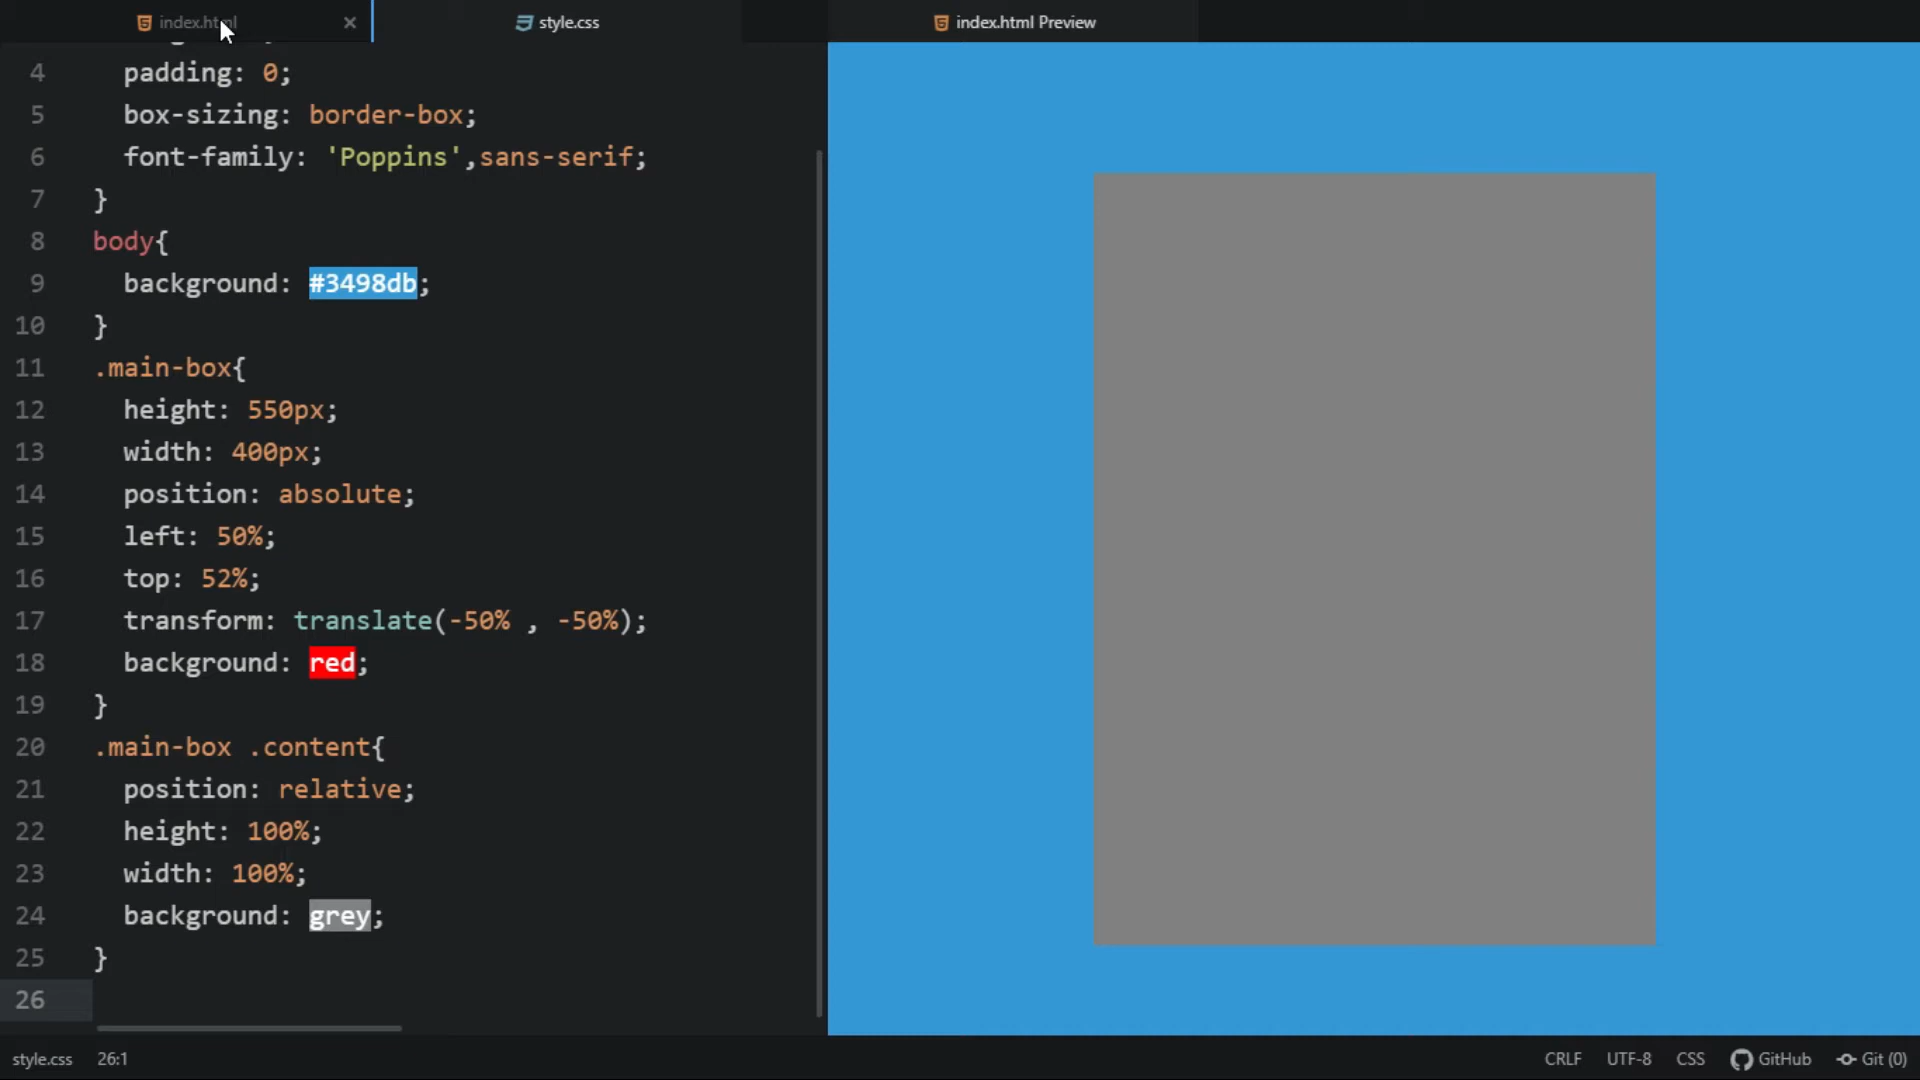 index.html
style.css
index.html Preview
4 padding: 0;
5 box-sizing: border-box;
6 font-family: 'Poppins',sans-serif;
7 }
8 body{
9 background: #3498db;
10 }
11 .main-box{
12 height: 550px;
13 width: 400px;
14 position: absolute;
15 left: 50%;
16 top: 52%;
17 transform: translate(-50% , -50%);
18 background: red;
19 }
20 .main-box .content{
21 position: relative;
22 height: 100%;
23 width: 100%;
24 background: grey;
25 }
26
style.css 26:1 CRLF UTF-8 CSS GitHub Git (0)